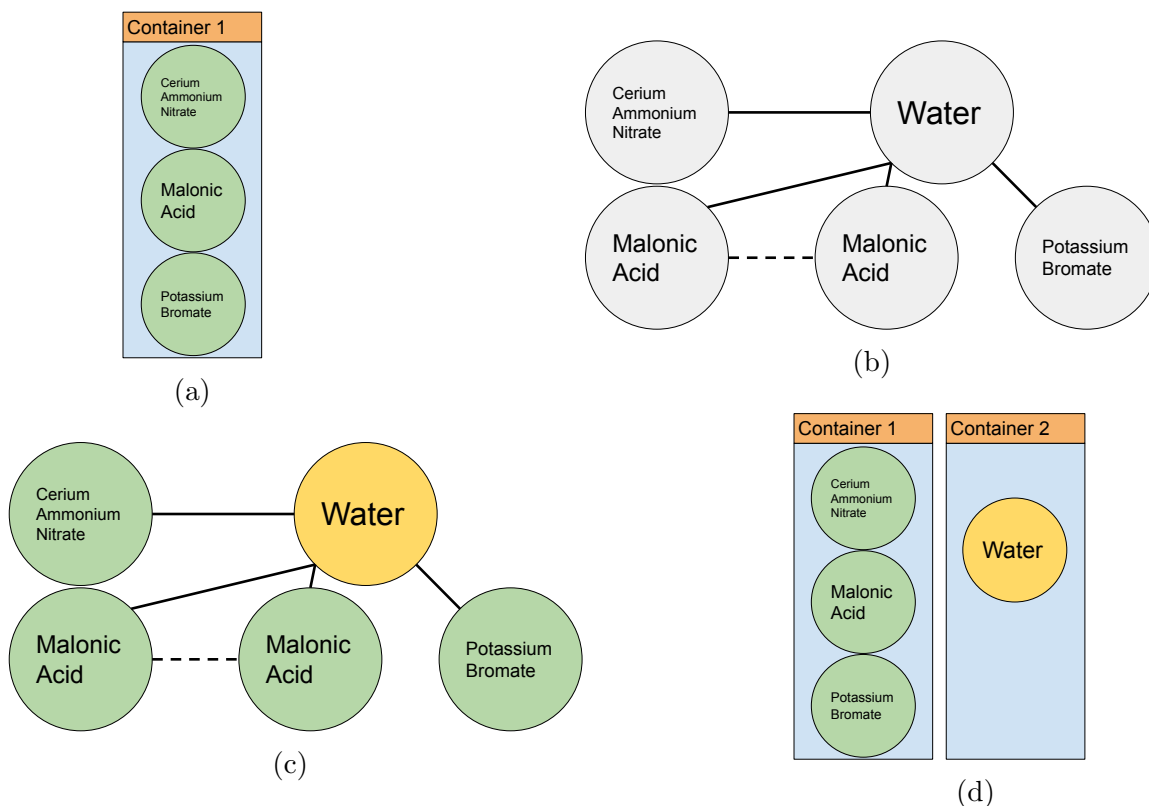 Container 1
Cerium
Ammonium
Nitrate
Malonic
Acid
Potassium
Bromate
(a)
Cerium
Ammonium
Nitrate
Water
Malonic
Acid
Malonic
Acid
Potassium
Bromate
(b)
Cerium
Ammonium
Nitrate
Water
Malonic
Acid
Malonic
Acid
Potassium
Bromate
(c)
Container 1
Cerium
Ammonium
Nitrate
Malonic
Acid
Potassium
Bromate
Container 2
Water
(d)